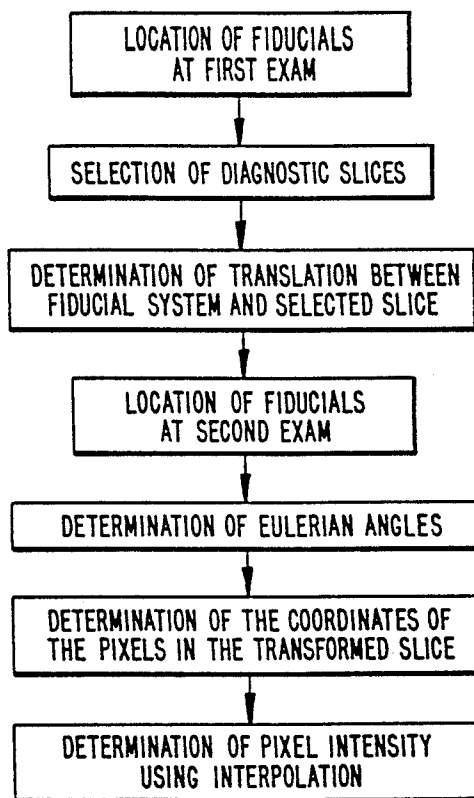 LOCATION OF FIDUCIALS
AT FIRST EXAM
SELECTION OF DIAGNOSTIC SLICES
DETERMINATION OF TRANSLATION BETWEEN
FIDUCIAL SYSTEM AND SELECTED SLICE
LOCATION OF FIDUCIALS
AT SECOND EXAM
DETERMINATION OF EULERIAN ANGLES
DETERMINATION OF THE COORDINATES OF
THE PIXELS IN THE TRANSFORMED SLICE
DETERMINATION OF PIXEL INTENSITY
USING INTERPOLATION